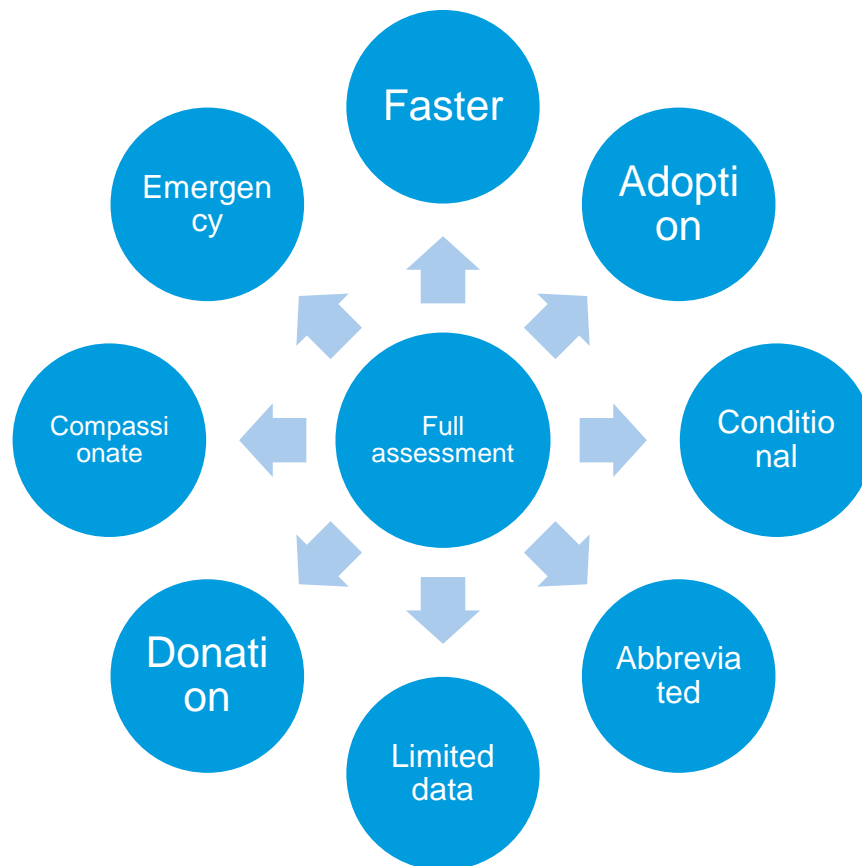 Faster
Emergen
cy
Adopti
on
Compassi
onate
Full
assessment
Conditio
nal
Donati
on
Abbrevia
ted
Limited
data